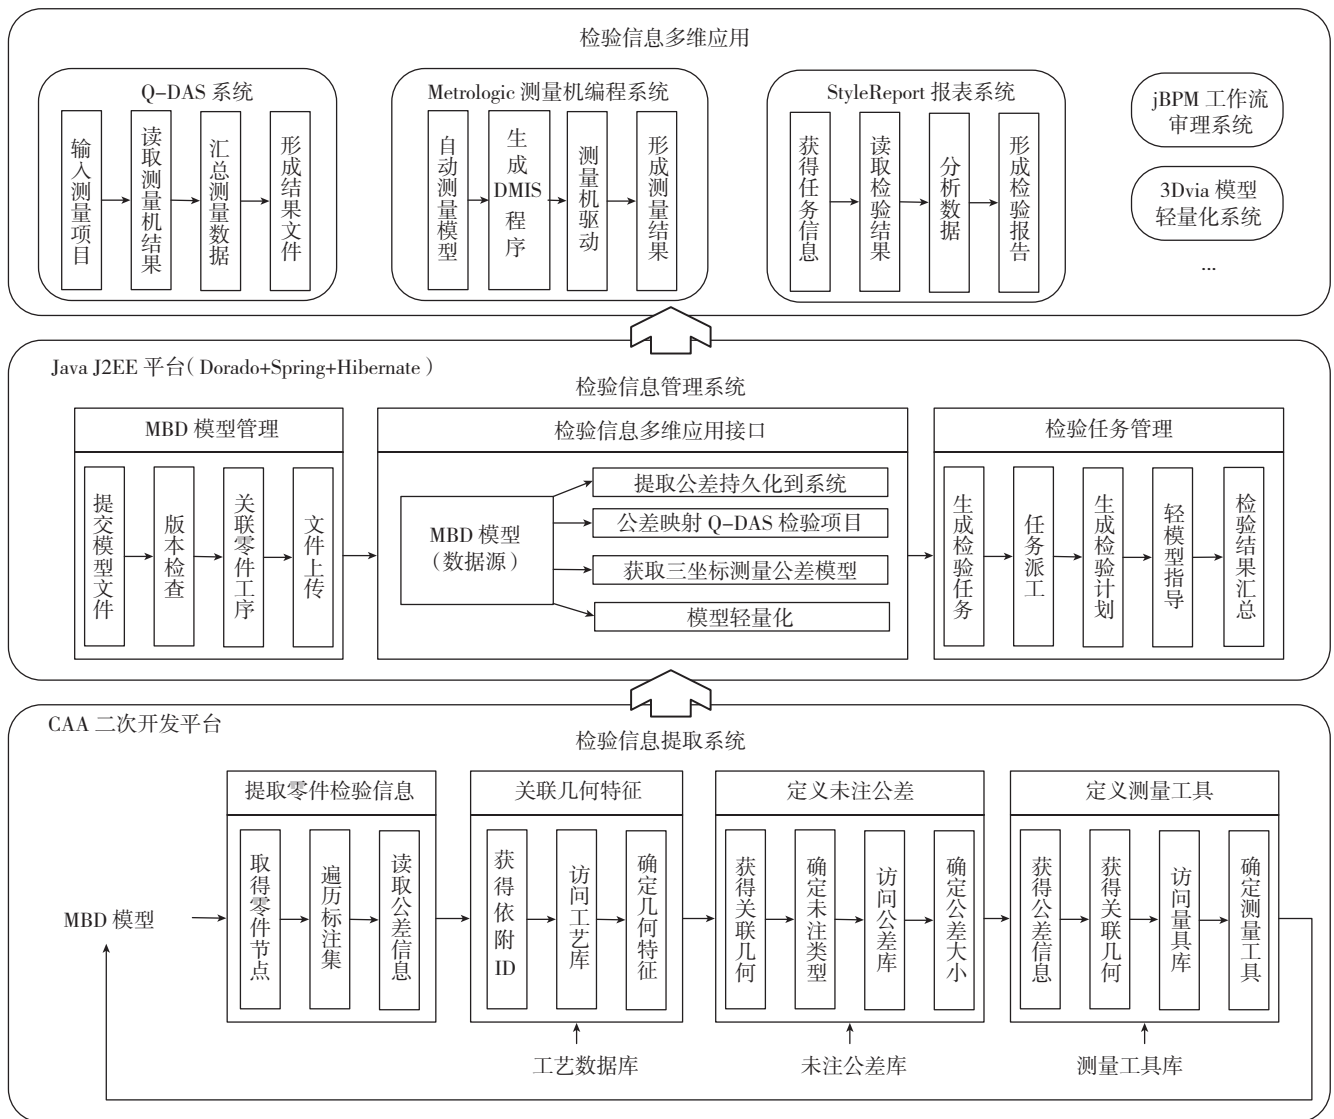 检验信息多维应用
Q-DAS 系统
输入测量项目
读取测量机结果
汇总测量数据
形成结果文件
Metrologic 测量机编程系统
自动测量模型
生成DMIS程序
测量机驱动
形成测量结果
StyleReport 报表系统
获得任务信息
读取检验结果
分析数据
形成检验报告
jBPM 工作流
审理系统
3Dvia 模型
轻量化系统
...
Java J2EE 平台(Dorado+Spring+Hibernate)
检验信息管理系统
MBD 模型管理
提交模型文件
版本检查
关联零件工序
文件上传
检验信息多维应用接口
MBD 模型
(数据源)
提取公差持久化到系统
公差映射 Q-DAS 检验项目
获取三坐标测量公差模型
模型轻量化
检验任务管理
生成检验任务
任务派工
生成检验计划
轻模型指导
检验结果汇总
CAA 二次开发平台
检验信息提取系统
MBD 模型
提取零件检验信息
取得零件节点
遍历标注集
读取公差信息
关联几何特征
获得依附ID
访问工艺库
确定几何特征
定义未注公差
获得关联几何
确定未注类型
访问公差库
确定公差大小
定义测量工具
获得公差信息
获得关联几何
访问量具库
确定测量工具
工艺数据库
未注公差库
测量工具库